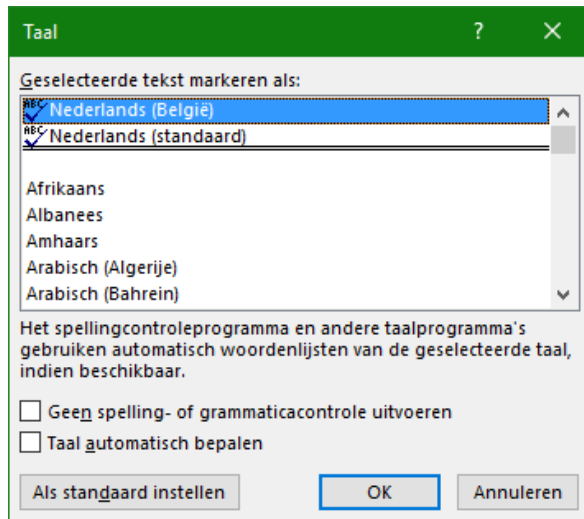 Taal ?
Geselecteerde tekst markeren als:
ABC Nederlands (België)
ABC Nederlands (standaard)
Afrikaans
Albanees
Amhaars
Arabisch (Algerije)
Arabisch (Bahrein)
Het spellingcontroleprogramma en andere taalprogramma's
gebruiken automatisch woordenlijsten van de geselecteerde taal,
indien beschikbaar.
Geen spelling- of grammaticacontrole uitvoeren
Taal automatisch bepalen
Als standaard instellen OK Annuleren